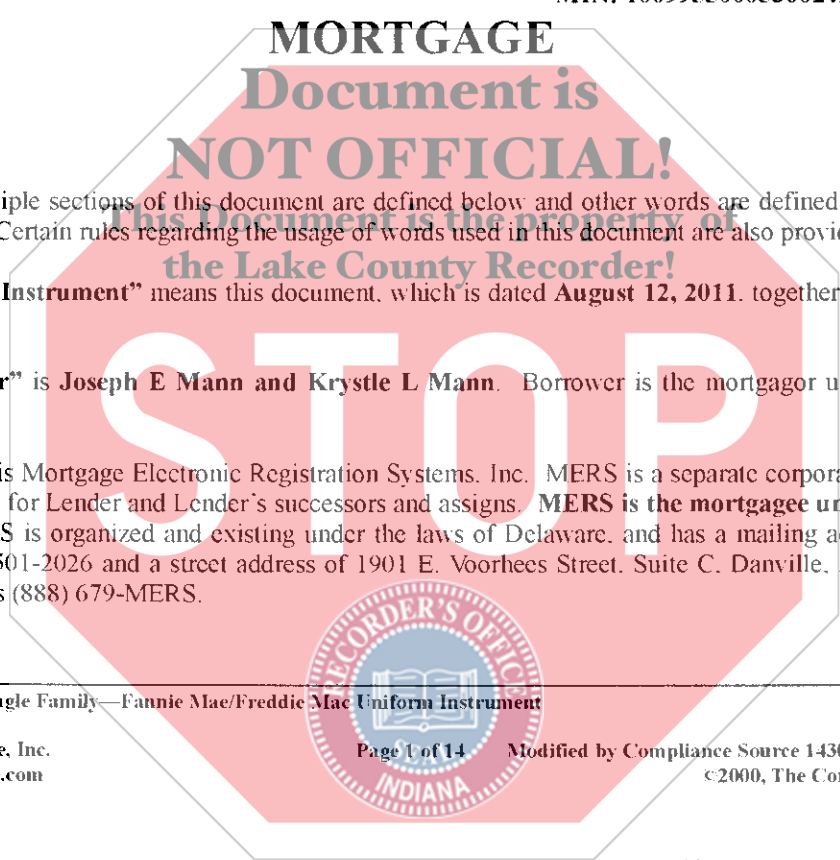 MORTGAGE
Document is
NOT OFFICIAL!
iple sections of this document are defined below and other words are defined
This Document is the property of
Certain rules regarding the usage of words used in this document are also provi
the Lake County Recorder!
Instrument” means this document, which is dated August 12, 2011, together
r” is Joseph E Mann and Krystle L Mann. Borrower is the mortgagor u
STOP
is Mortgage Electronic Registration Systems, Inc. MERS is a separate corpora
for Lender and Lender's successors and assigns. MERS is the mortgagee un
S is organized and existing under the laws of Delaware, and has a mailing a
501-2026 and a street address of 1901 E. Voorhees Street, Suite C, Danville,
s (888) 679-MERS.
RECORDER'S OFFICE
ngle Family—Fannie Mae/Freddie Mac Uniform Instrument
e, Inc. Page 1 of 14 Modified by Compliance Source 1430
.com ©2000, The Co
SEAL
INDIANA